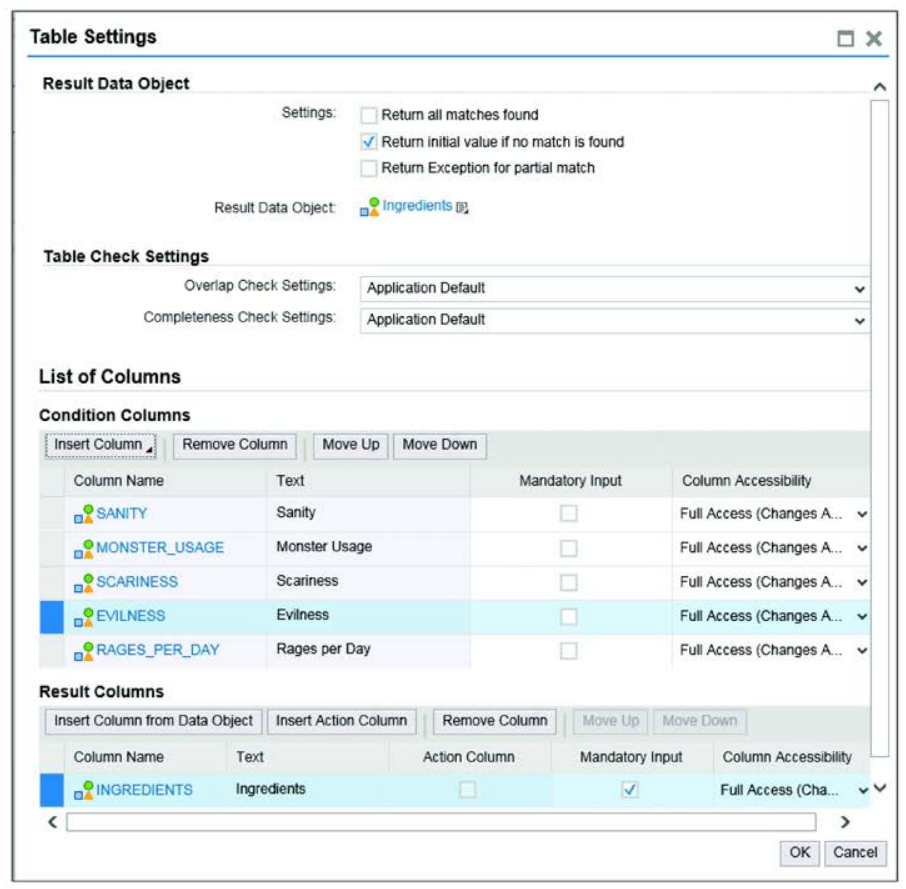 Table Settings
Result Data Object
Settings: Return all matches found
Return initial value if no match is found
Return Exception for partial match
Result Data Object: Ingredients
Table Check Settings
Overlap Check Settings: Application Default
Completeness Check Settings: Application Default
List of Columns
Condition Columns
Insert Column Remove Column Move Up Move Down
Column Name Text Mandatory Input Column Accessibility
SANITY Sanity Full Access (Changes A...
MONSTER_USAGE Monster Usage Full Access (Changes A...
SCARINESS Scariness Full Access (Changes A...
EVILNESS Evilness Full Access (Changes A...
RAGES_PER_DAY Rages per Day Full Access (Changes A...
Result Columns
Insert Column from Data Object Insert Action Column Remove Column Move Up Move Down
Column Name Text Action Column Mandatory Input Column Accessibility
INGREDIENTS Ingredients Full Access (Cha...
OK Cancel